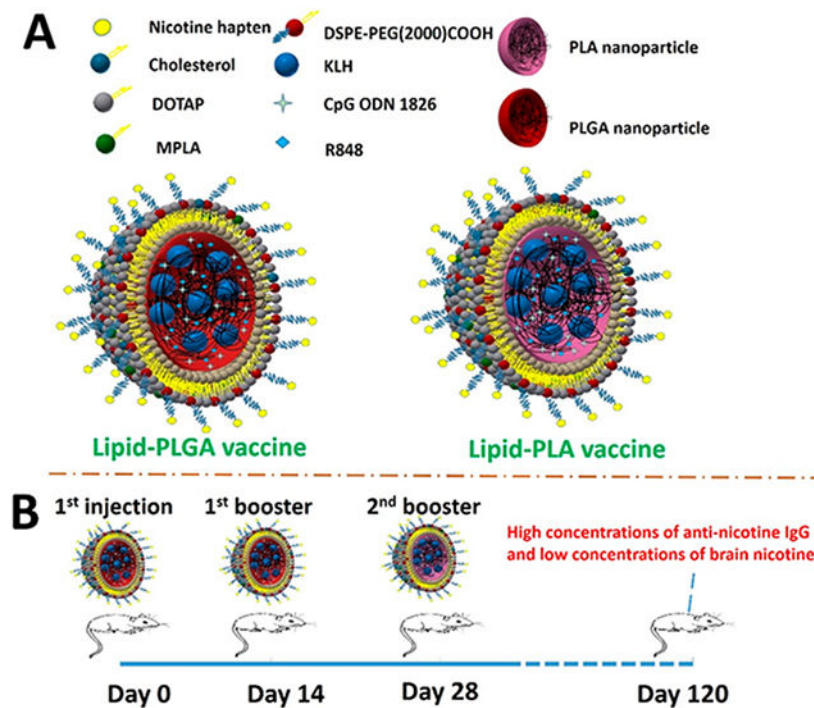 A
Nicotine hapten
Cholesterol
DOTAP
MPLA
DSPE-PEG(2000)COOH
KLH
CpG ODN 1826
R848
PLA nanoparticle
PLGA nanoparticle
Lipid-PLGA vaccine
Lipid-PLA vaccine
B
1st injection
1st booster
2nd booster
High concentrations of anti-nicotine IgG
and low concentrations of brain nicotine
Day 0
Day 14
Day 28
Day 120